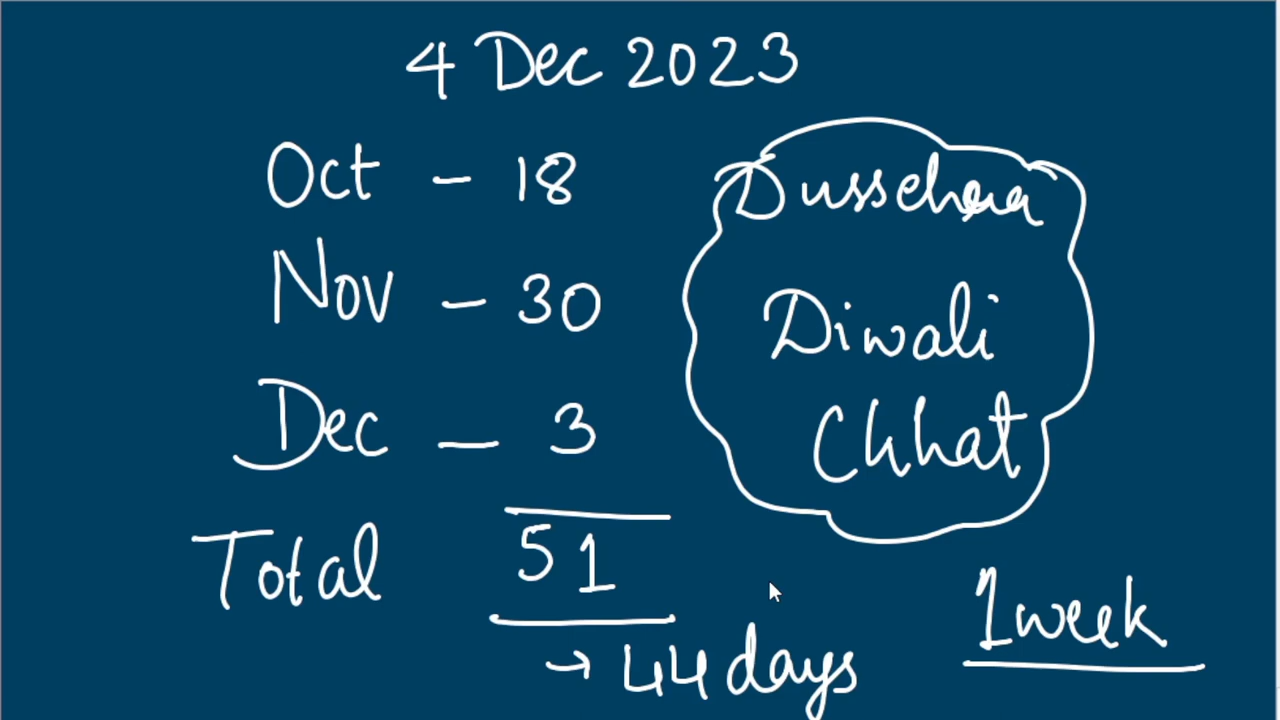 4 Dec 2023
Oct - 18
Nov - 30
Dec - 3
Total 51
→ 44 days
Dussehra
Diwali
Chhat
1 week